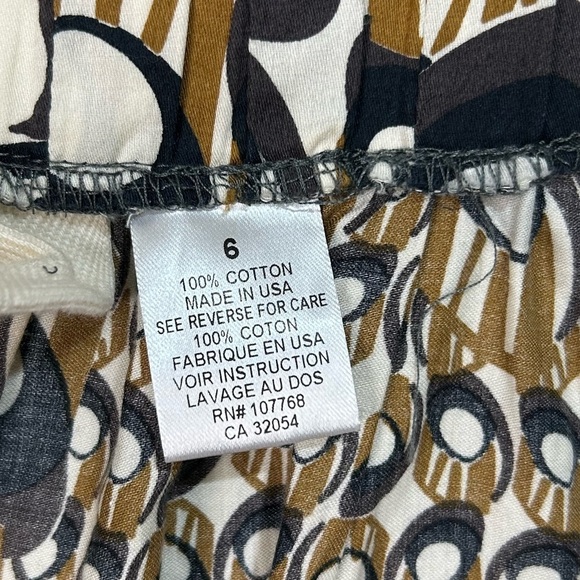 6
100% COTTON
MADE IN USA
SEE REVERSE FOR CARE
100% COTON
FABRIQUE EN USA
VOIR INSTRUCTION
LAVAGE AU DOS
RN# 107768
CA 32054